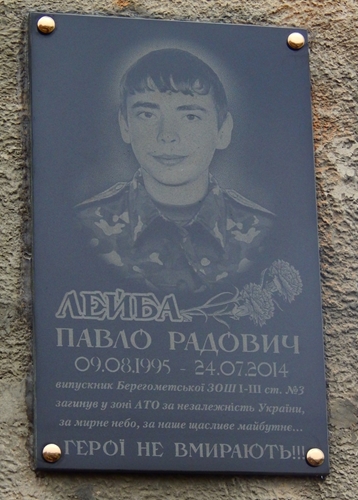 ЛЕЙБА
ПАВЛО РАДОВИЧ
09.08.1995 - 24.07.2014
випускник Берегометської ЗОШ І-ІІІ ст. №3
загинув у зоні АТО за незалежність України,
за мирне небо, за наше щасливе майбутнє...
ГЕРОЇ НЕ ВМИРАЮТЬ!!!